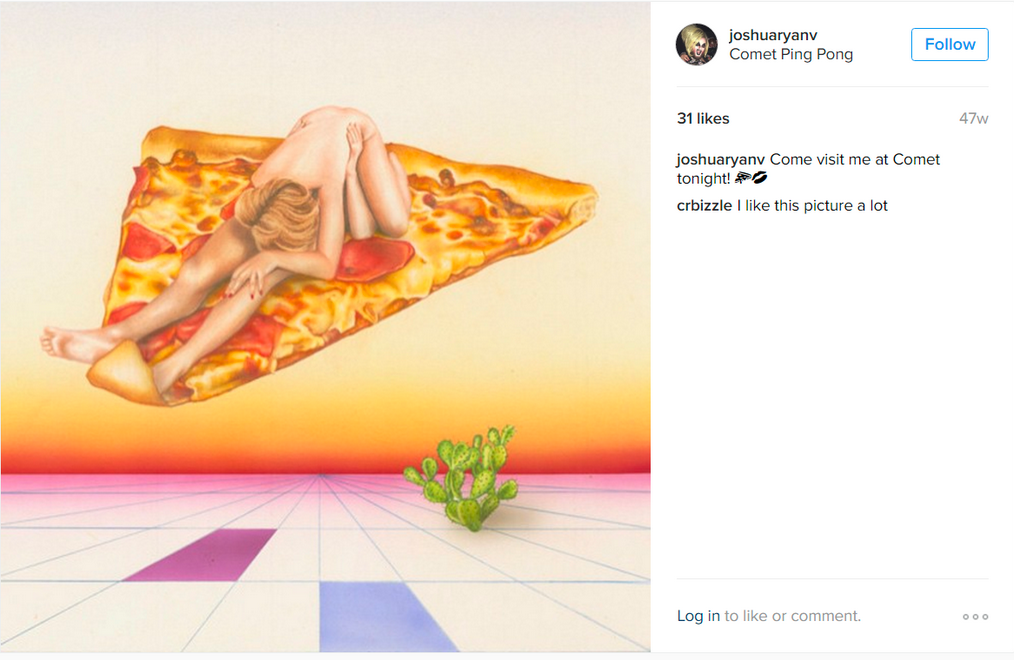 joshuaryanv
Comet Ping Pong
Follow
31 likes
47w
joshuaryanv Come visit me at Comet
tonight! 🍕💋
crbizzle I like this picture a lot
Log in to like or comment.